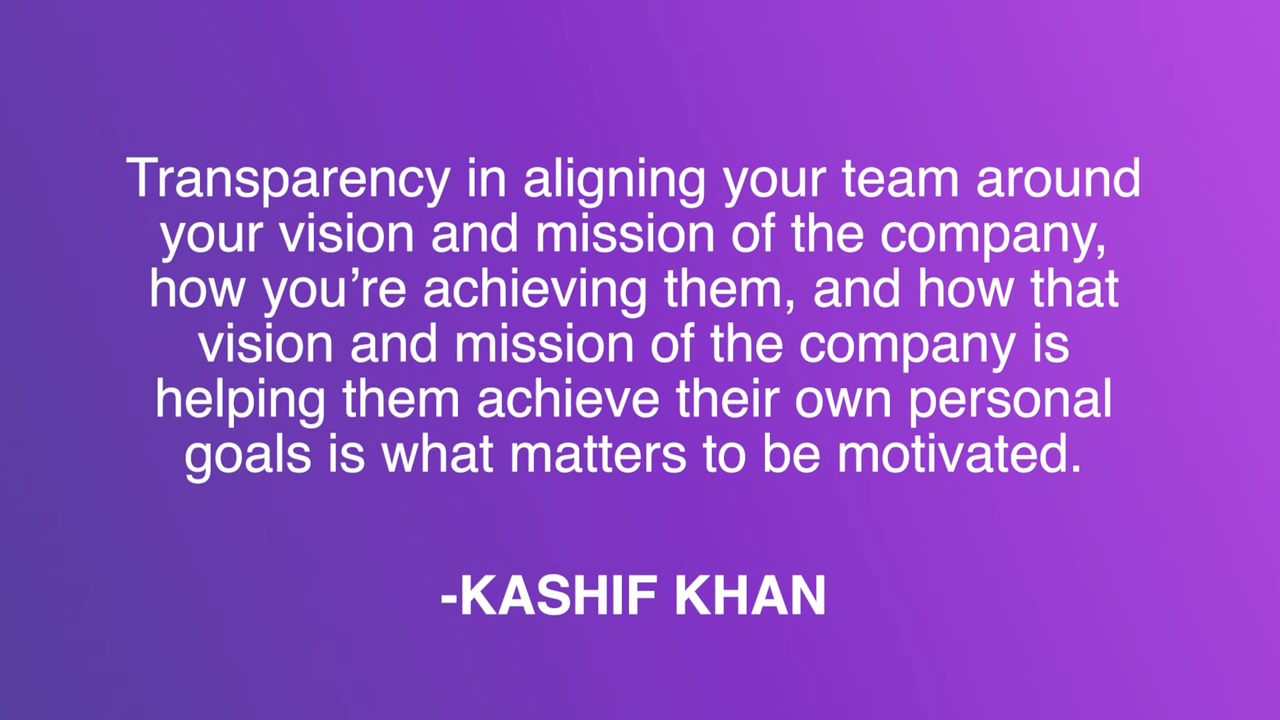 Transparency in aligning your team around
your vision and mission of the company,
how you’re achieving them, and how that
vision and mission of the company is
helping them achieve their own personal
goals is what matters to be motivated.
-KASHIF KHAN